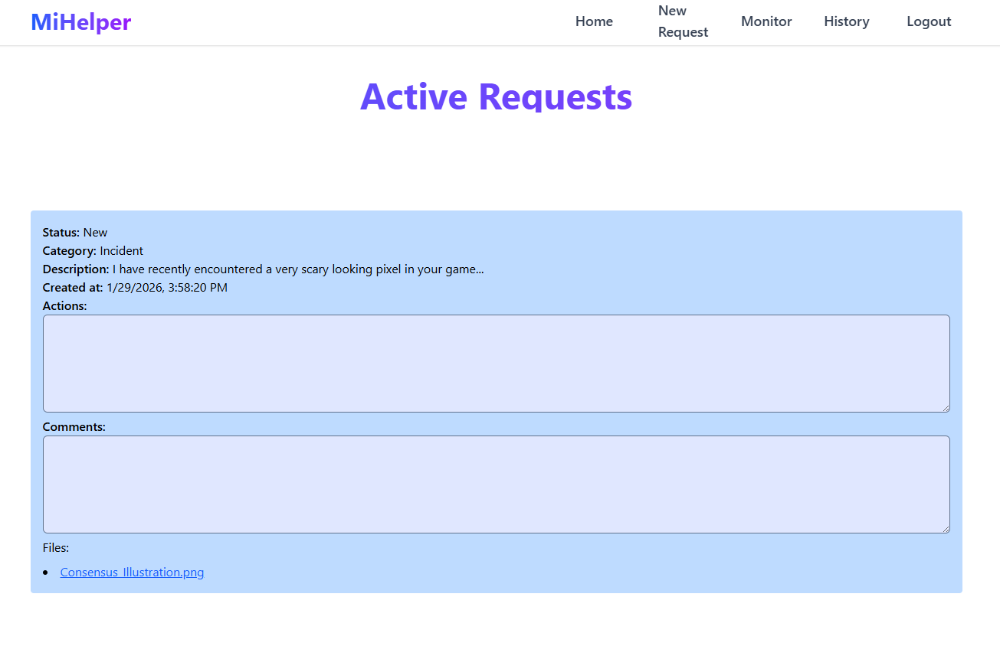 MiHelper
Home
New
Request
Monitor
History
Logout
Active Requests
Status: New
Category: Incident
Description: I have recently encountered a very scary looking pixel in your game...
Created at: 1/29/2026, 3:58:20 PM
Actions:
Comments:
Files:
Consensus_Illustration.png